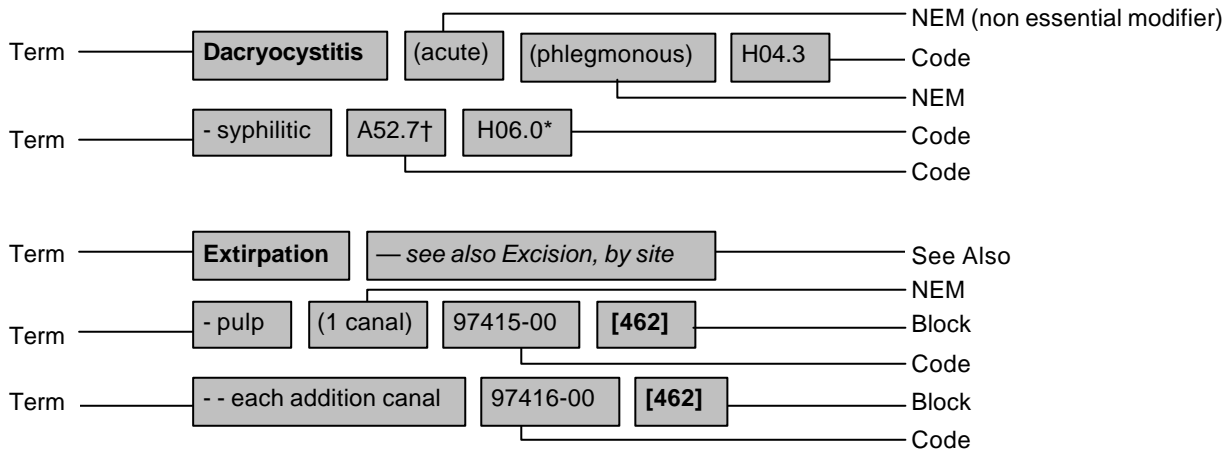 NEM (non essential modifier)
Term Dacryocystitis (acute) (phlegmonous) H04.3 Code
NEM
Term - syphilitic A52.7† H06.0* Code
Code
Term Extirpation — see also Excision, by site See Also
NEM
Term - pulp (1 canal) 97415-00 [462] Block
Code
Term - - each addition canal 97416-00 [462] Block
Code